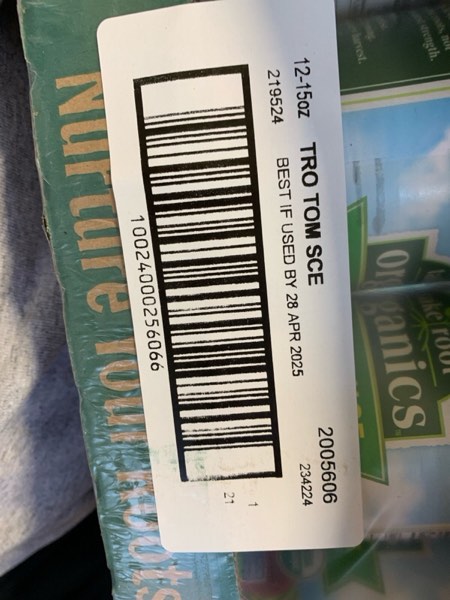 12-15oz TRO TOM SCE 2005606
219524 BEST IF USED BY 28 APR 2025 234224
1
21
10024000256066
Nurture Your Roots
Organics